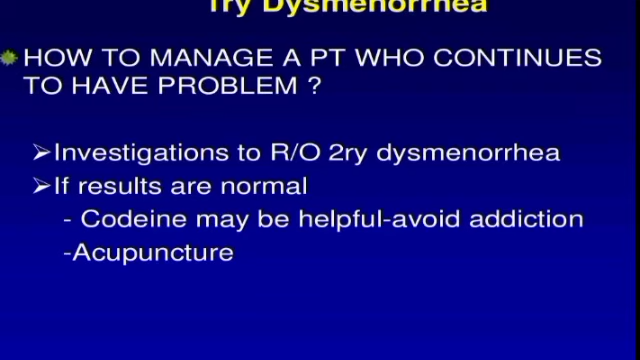 1ry Dysmenorrhea
HOW TO MANAGE A PT WHO CONTINUES
TO HAVE PROBLEM ?
➢Investigations to R/O 2ry dysmenorrhea
➢If results are normal
- Codeine may be helpful-avoid addiction
-Acupuncture